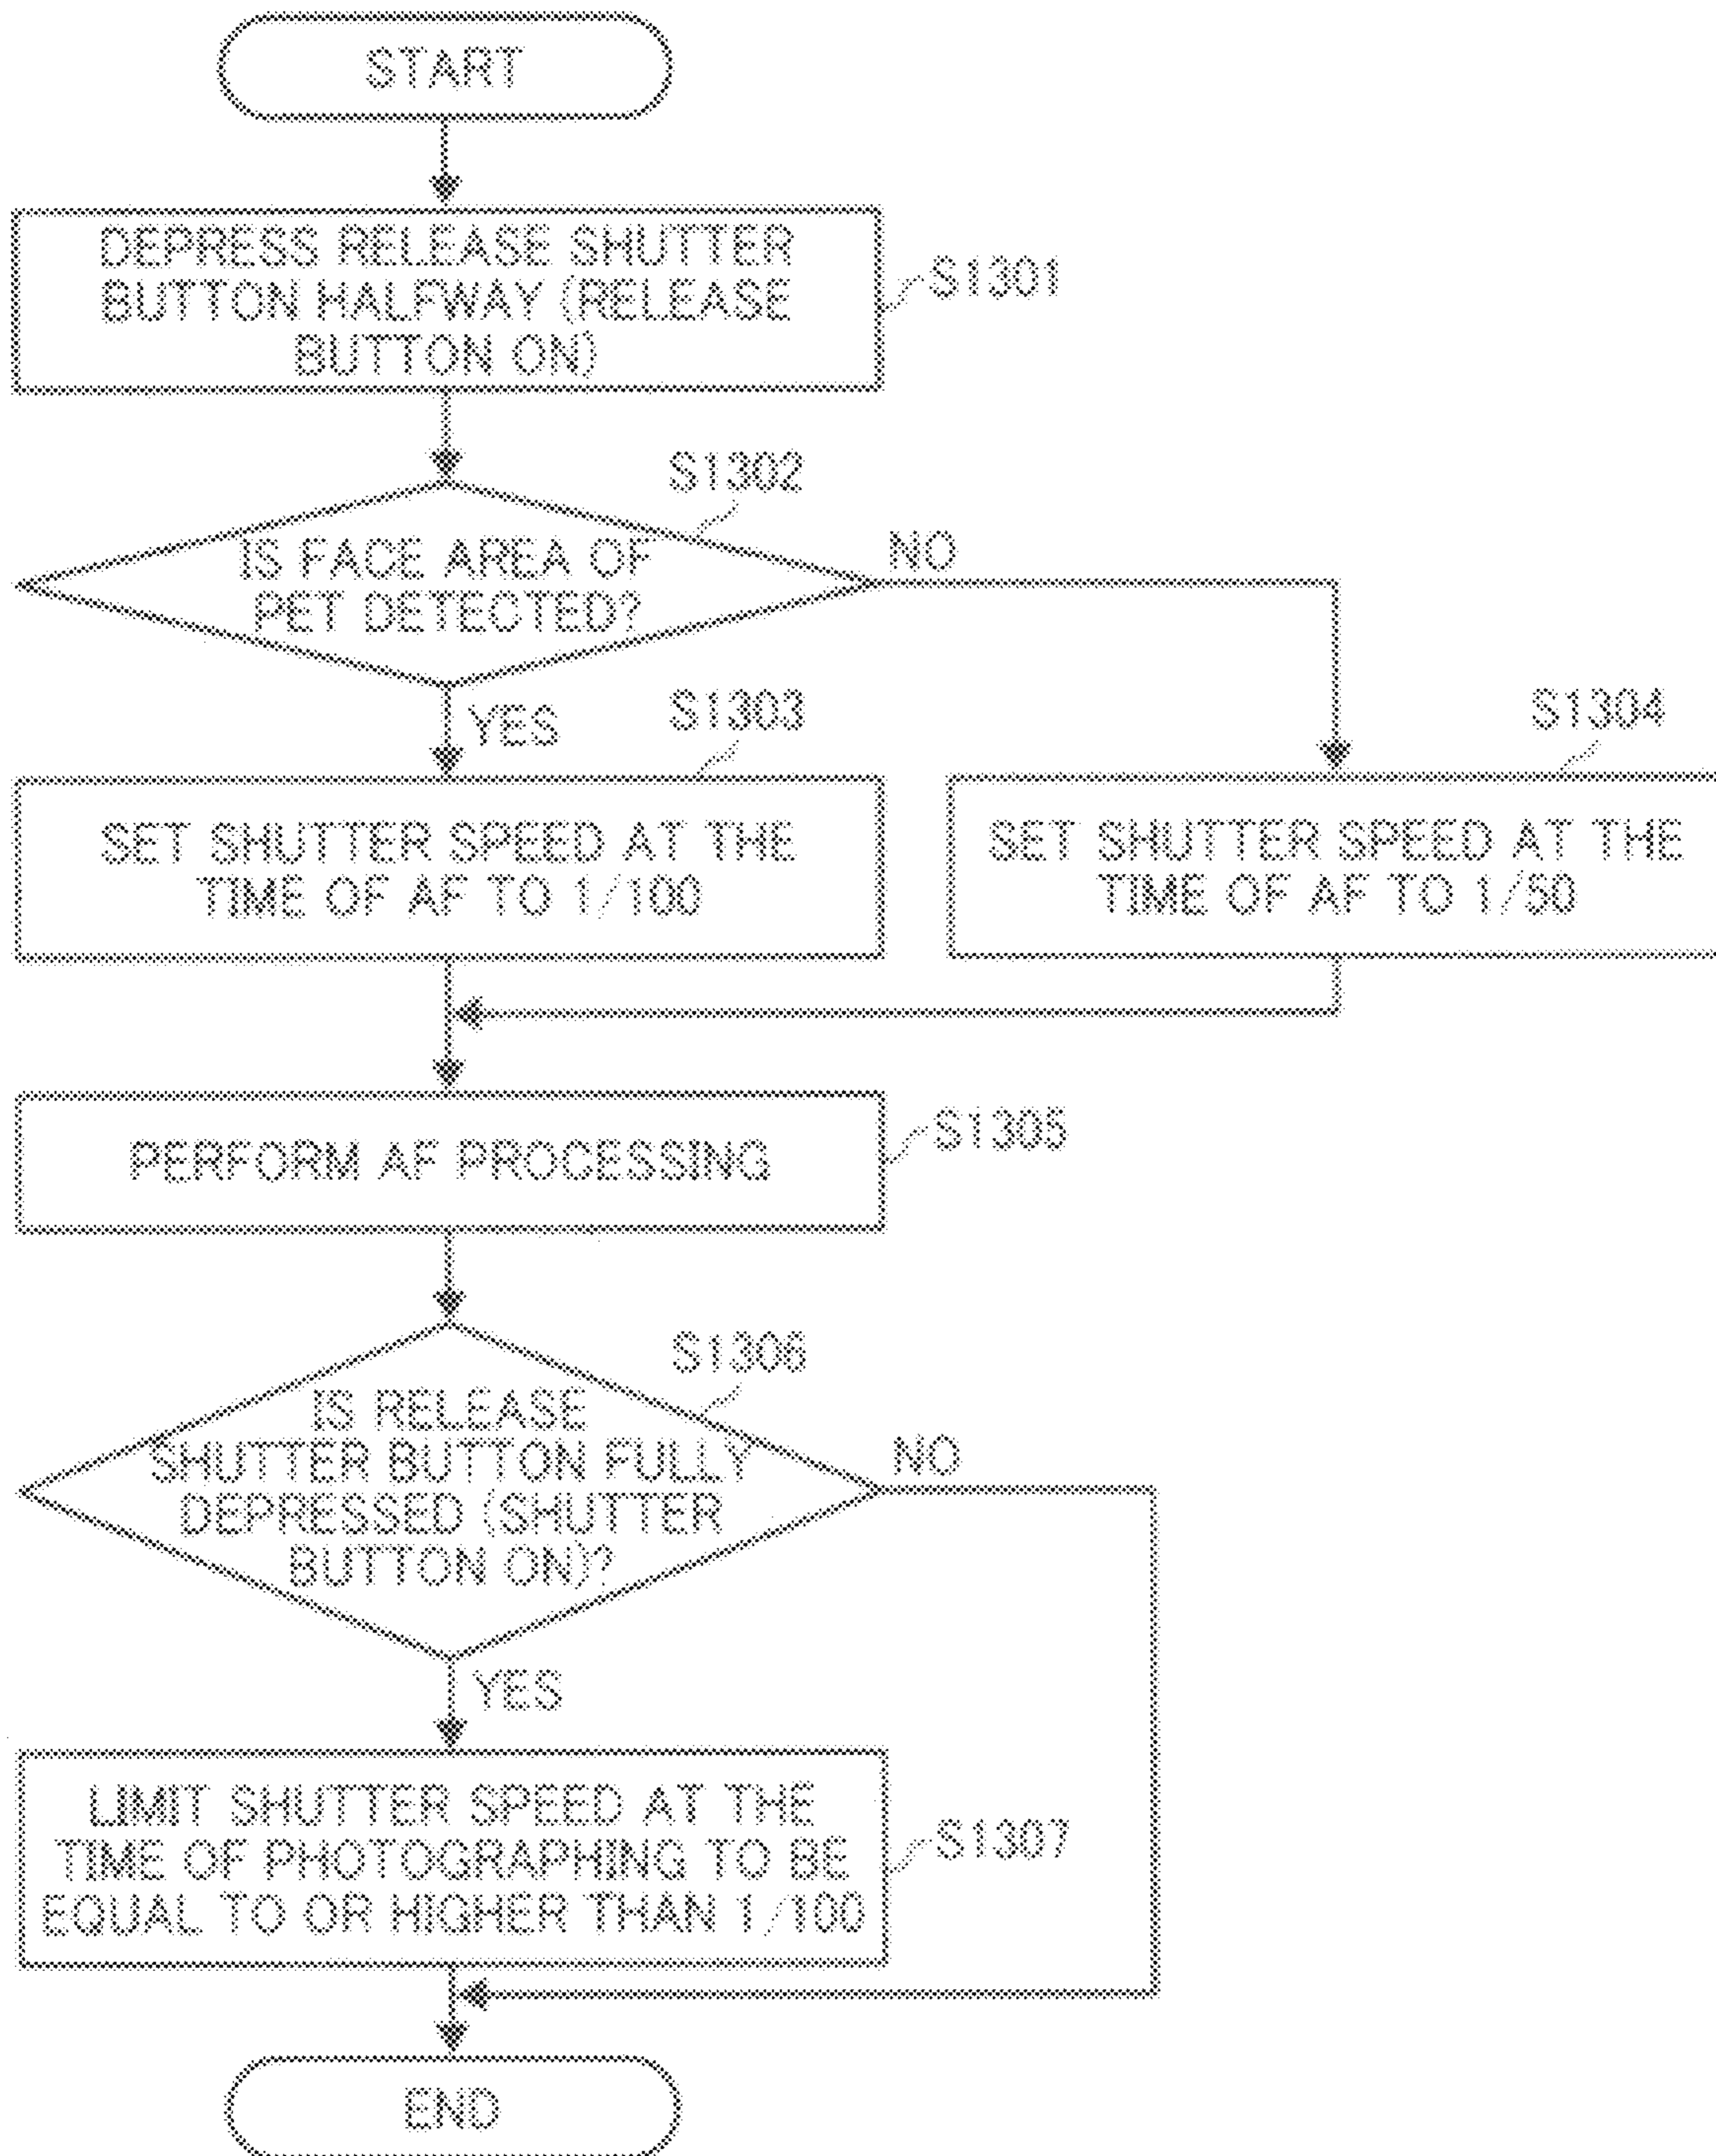 START
DEPRESS RELEASE SHUTTER
BUTTON HALFWAY (RELEASE
BUTTON ON)
S1301
S1302
IS FACE AREA OF
PET DETECTED?
NO
YES
S1303
SET SHUTTER SPEED AT THE
TIME OF AF TO 1/100
S1304
SET SHUTTER SPEED AT THE
TIME OF AF TO 1/50
PERFORM AF PROCESSING
S1305
S1306
IS RELEASE
SHUTTER BUTTON FULLY
DEPRESSED (SHUTTER
BUTTON ON)?
NO
YES
LIMIT SHUTTER SPEED AT THE
TIME OF PHOTOGRAPHING TO BE
EQUAL TO OR HIGHER THAN 1/100
S1307
END